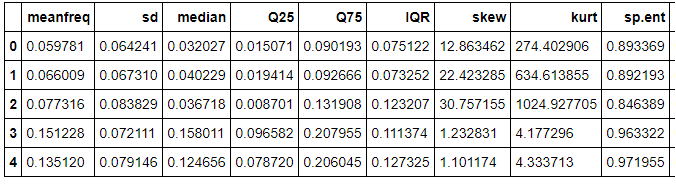 meanfreq sd median Q25 Q75 IQR skew kurt sp.ent
0 0.059781 0.064241 0.032027 0.015071 0.090193 0.075122 12.863462 274.402906 0.893369
1 0.066009 0.067310 0.040229 0.019414 0.092666 0.073252 22.423285 634.613855 0.892193
2 0.077316 0.083829 0.036718 0.008701 0.131908 0.123207 30.757155 1024.927705 0.846389
3 0.151228 0.072111 0.158011 0.096582 0.207955 0.111374 1.232831 4.177296 0.963322
4 0.135120 0.079146 0.124656 0.078720 0.206045 0.127325 1.101174 4.333713 0.971955